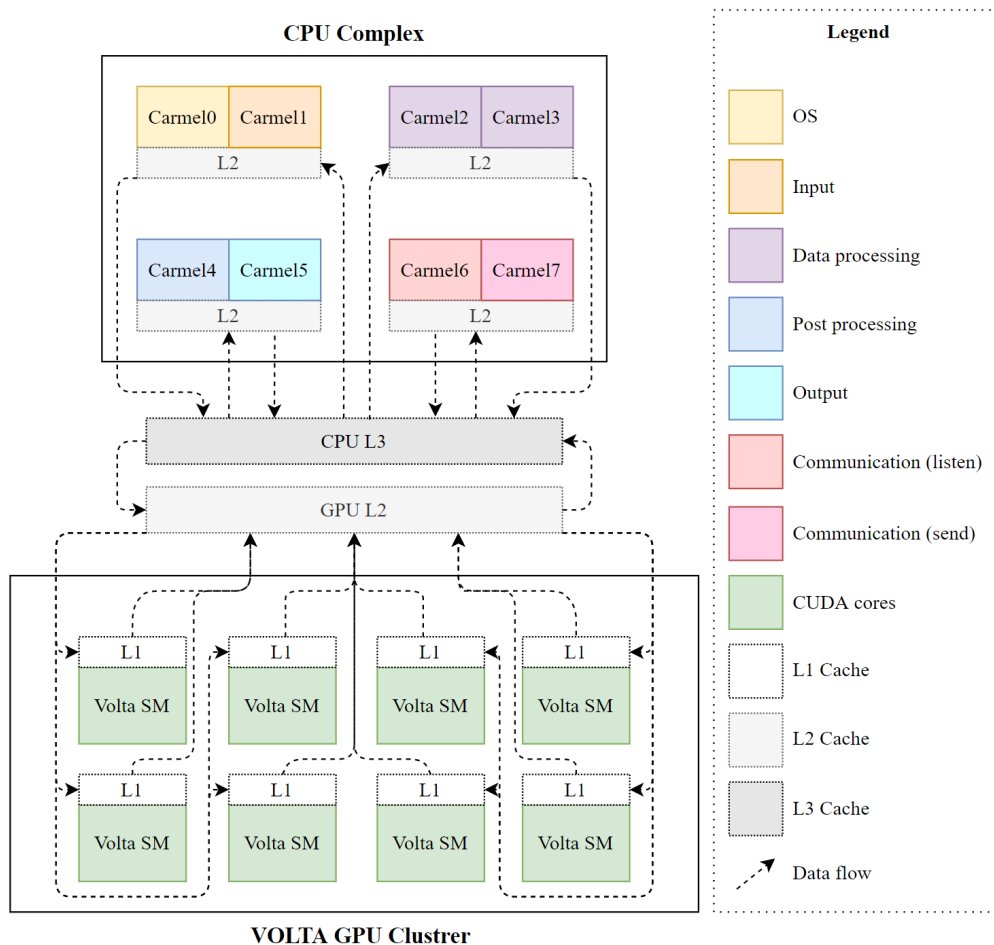 CPU Complex
Carmel0 Carmel1 Carmel2 Carmel3
L2 L2
Carmel4 Carmel5 Carmel6 Carmel7
L2 L2
CPU L3
GPU L2
L1 L1 L1 L1
Volta SM Volta SM Volta SM Volta SM
L1 L1 L1 L1
Volta SM Volta SM Volta SM Volta SM
VOLTA GPU Clustrer
Legend
OS
Input
Data processing
Post processing
Output
Communication (listen)
Communication (send)
CUDA cores
L1 Cache
L2 Cache
L3 Cache
Data flow